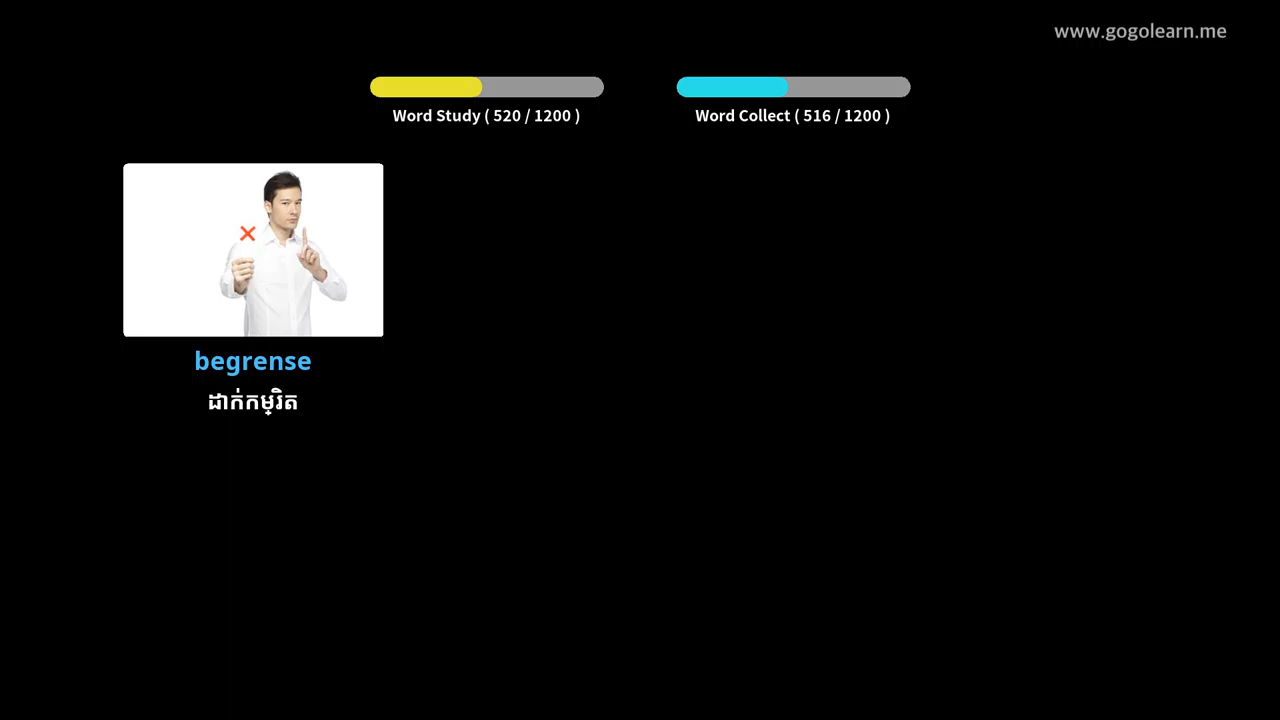 www.gogolearn.me
Word Study ( 520 / 1200 )
Word Collect ( 516 / 1200 )
begrense
ដាក់កម្រិត